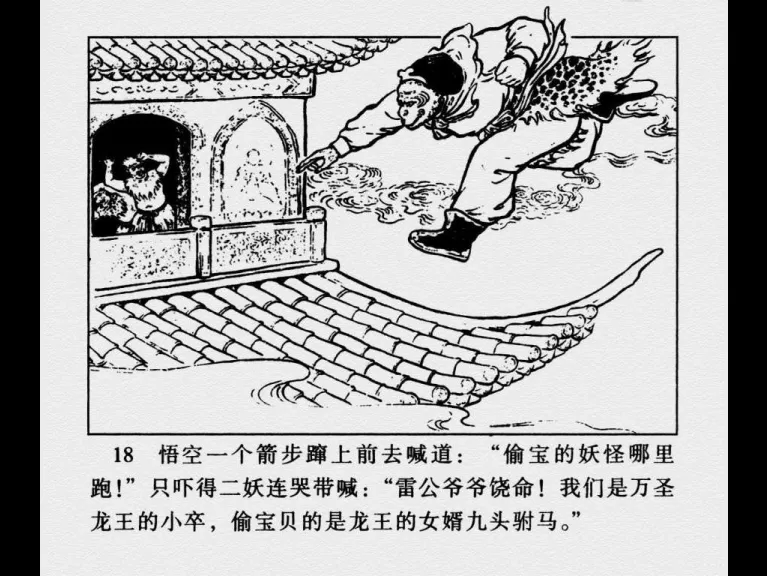 18 悟空一个箭步蹿上前去喊道：“偷宝的妖怪哪里
跑！”只吓得二妖连哭带喊：“雷公爷爷饶命！我们是万圣
龙王的小卒，偷宝贝的是龙王的女婿九头驸马。”